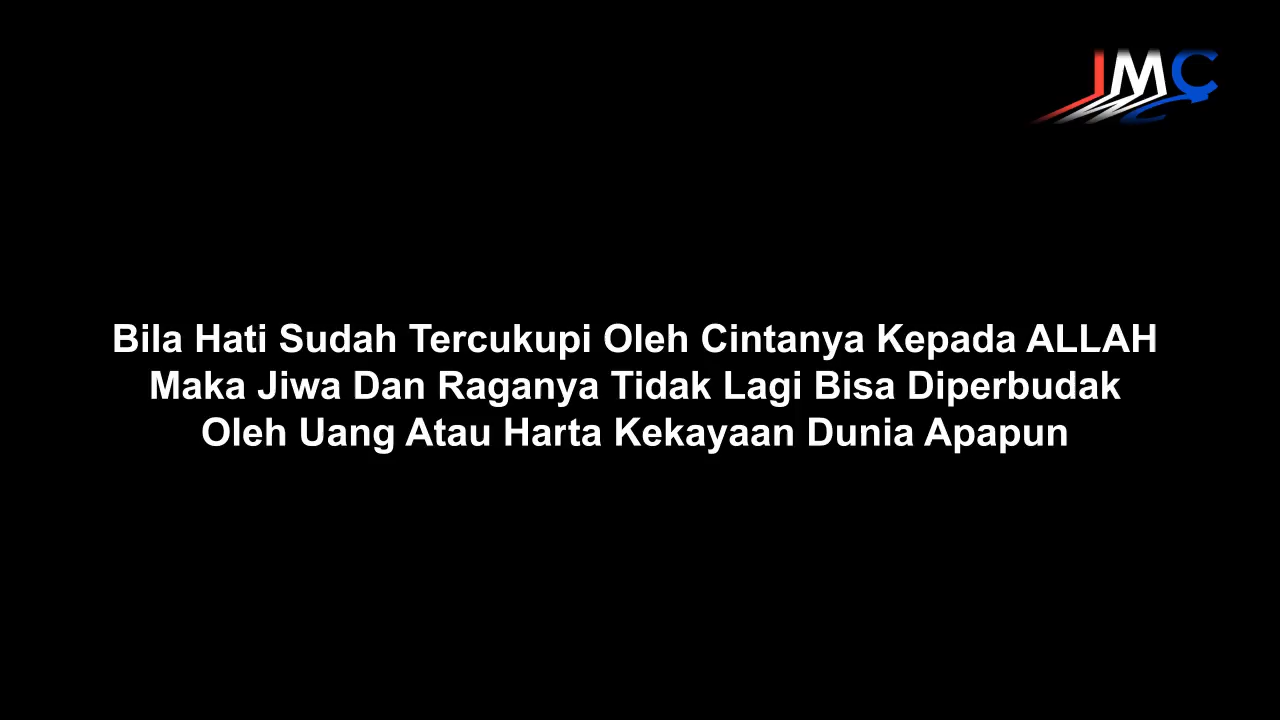 JMC
Bila Hati Sudah Tercukupi Oleh Cintanya Kepada ALLAH
Maka Jiwa Dan Raganya Tidak Lagi Bisa Diperbudak
Oleh Uang Atau Harta Kekayaan Dunia Apapun